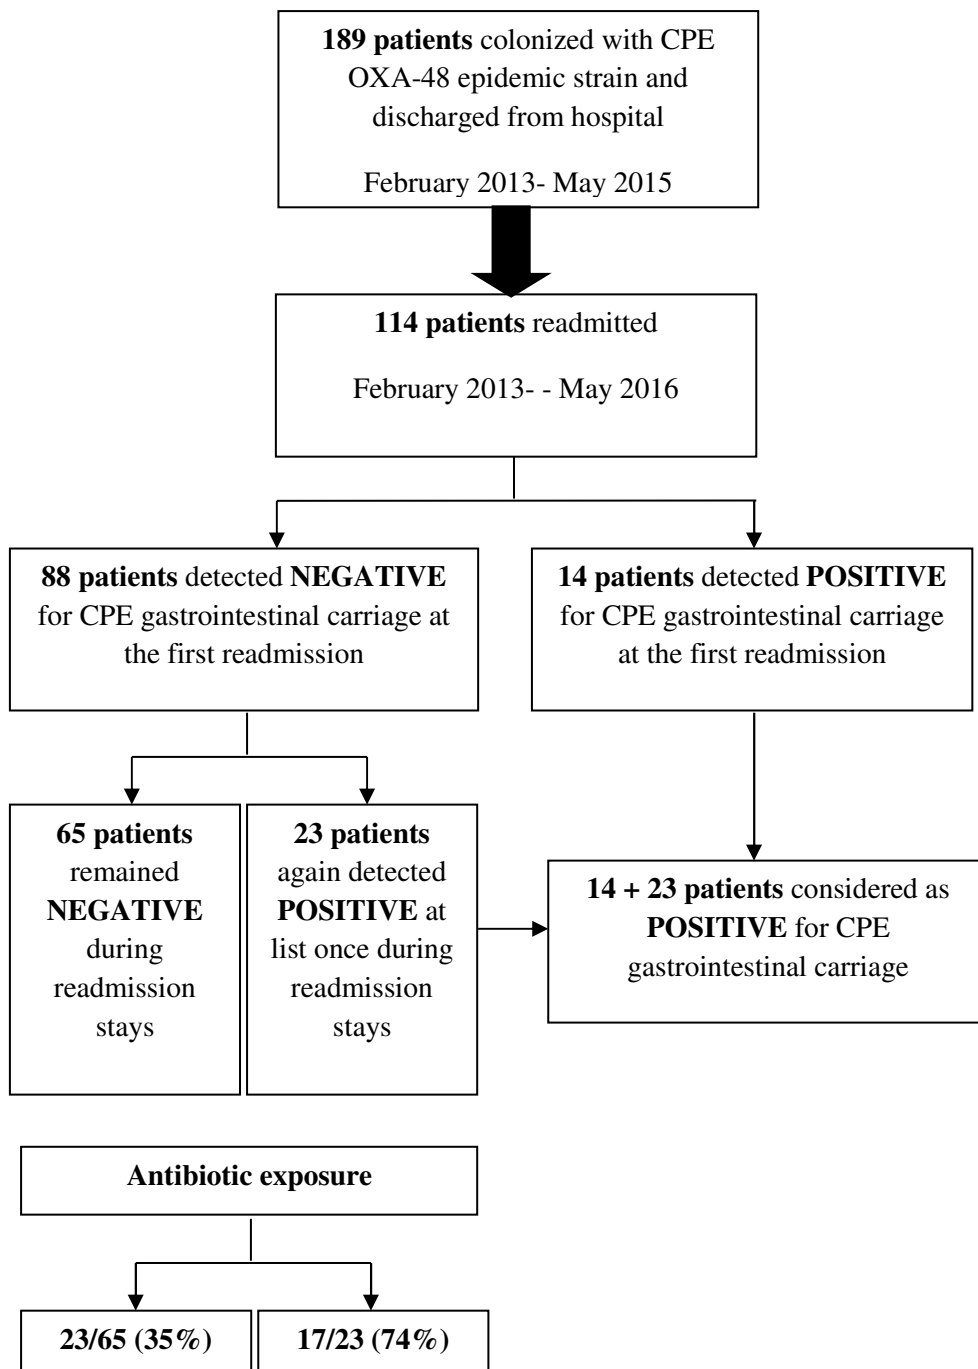 189 patients colonized with CPE
OXA-48 epidemic strain and
discharged from hospital
February 2013- May 2015
114 patients readmitted
February 2013- - May 2016
88 patients detected NEGATIVE
for CPE gastrointestinal carriage at
the first readmission
14 patients detected POSITIVE
for CPE gastrointestinal carriage
at the first readmission
65 patients
remained
NEGATIVE
during
readmission
stays
23 patients
again detected
POSITIVE at
list once during
readmission
stays
14 + 23 patients considered as
POSITIVE for CPE
gastrointestinal carriage
Antibiotic exposure
23/65 (35%)
17/23 (74%)